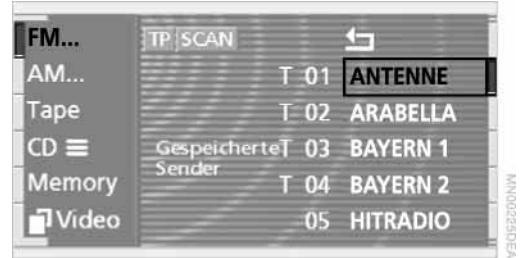 FM...
AM...
Tape
CD
Memory
Video
TP SCAN
T 01 ANTENNE
T 02 ARABELLA
Gespeicherte
Sender
T 03 BAYERN 1
T 04 BAYERN 2
05 HITRADIO
MN00225DEA